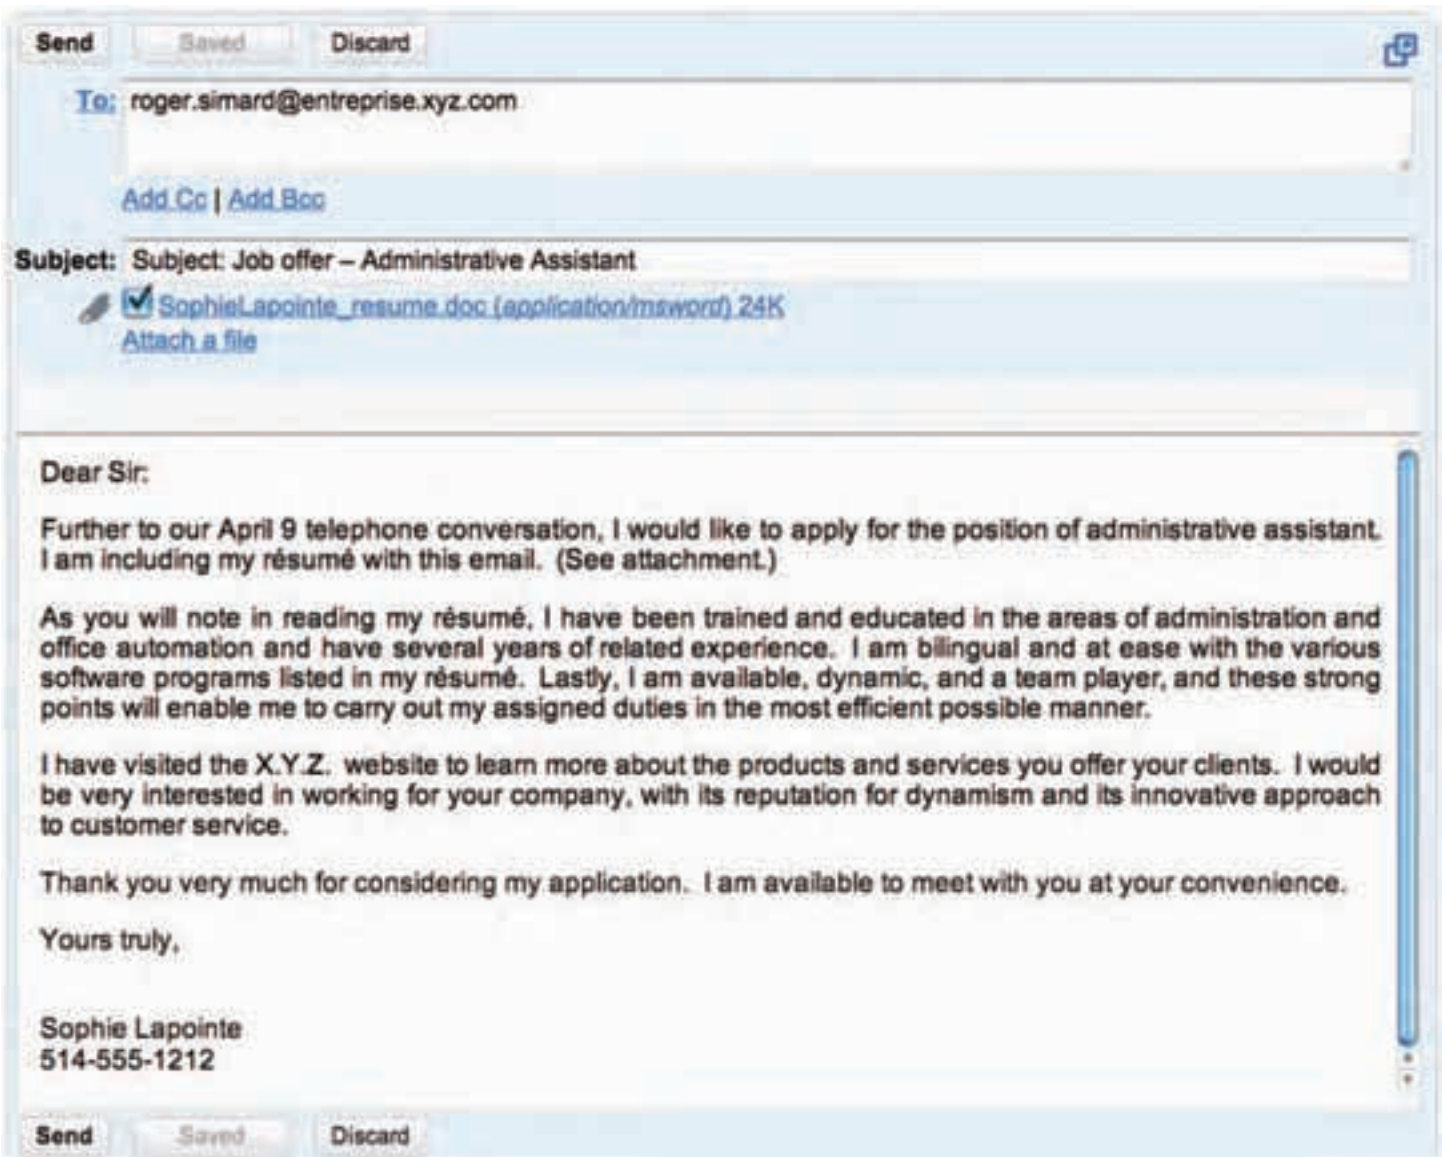 Send Saved Discard
To: roger.simard@entreprise.xyz.com
Add Cc | Add Bcc
Subject: Subject: Job offer – Administrative Assistant
SophieLapointe_resume.doc (application/msword) 24K
Attach a file
Dear Sir:
Further to our April 9 telephone conversation, I would like to apply for the position of administrative assistant.
I am including my résumé with this email. (See attachment.)
As you will note in reading my résumé, I have been trained and educated in the areas of administration and
office automation and have several years of related experience. I am bilingual and at ease with the various
software programs listed in my résumé. Lastly, I am available, dynamic, and a team player, and these strong
points will enable me to carry out my assigned duties in the most efficient possible manner.
I have visited the X.Y.Z. website to learn more about the products and services you offer your clients. I would
be very interested in working for your company, with its reputation for dynamism and its innovative approach
to customer service.
Thank you very much for considering my application. I am available to meet with you at your convenience.
Yours truly,
Sophie Lapointe
514-555-1212
Send Saved Discard